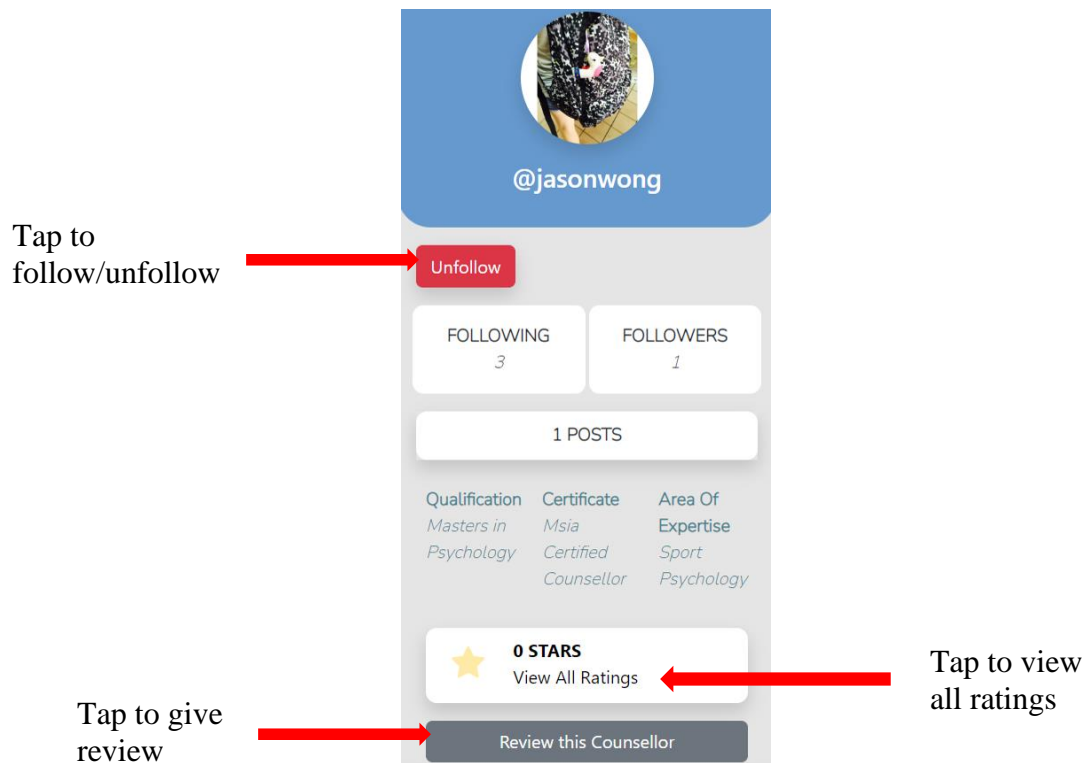 @jasonwong
Tap to
follow/unfollow
Unfollow
FOLLOWING
3
FOLLOWERS
1
1 POSTS
Qualification
Masters in
Psychology
Certificate
Msia
Certified
Counsellor
Area Of
Expertise
Sport
Psychology
0 STARS
View All Ratings
Tap to view
all ratings
Tap to give
review
Review this Counsellor